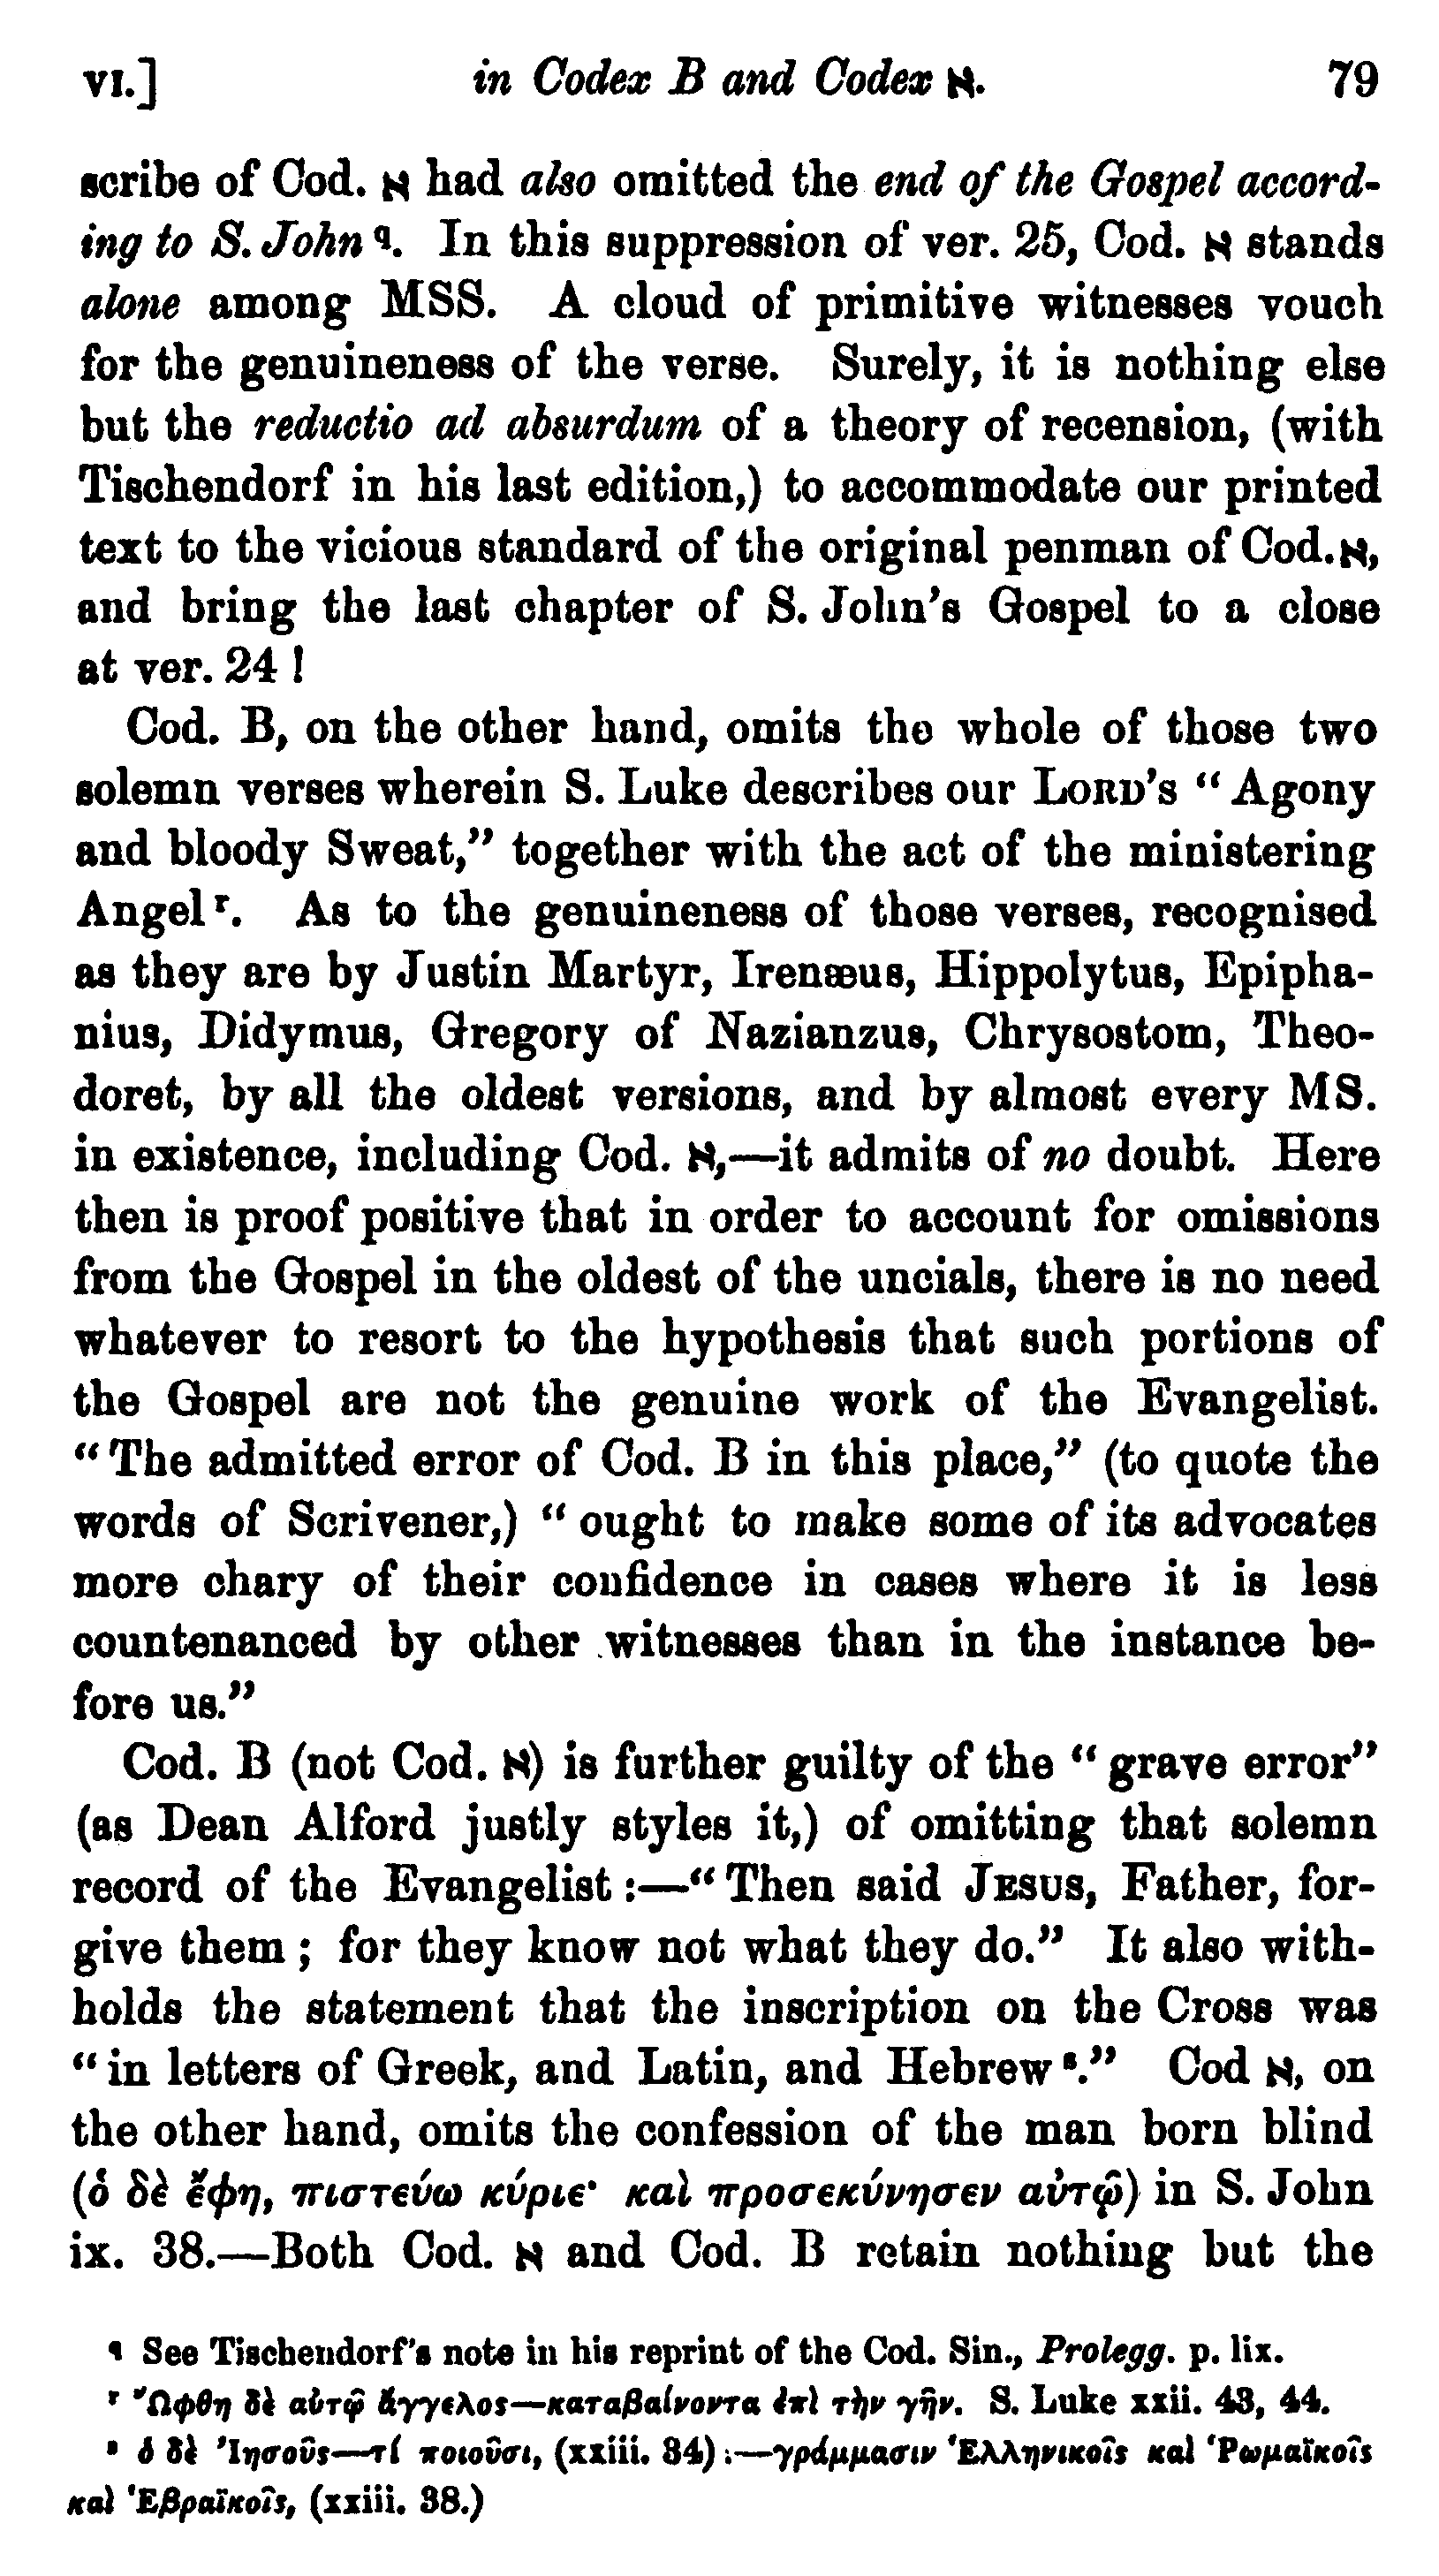 VI.] in Codex B and Codex א. 79
scribe of Cod. א had also omitted the end of the Gospel accord-
ing to S. John q. In this suppression of ver. 25, Cod. א stands
alone among MSS. A cloud of primitive witnesses vouch
for the genuineness of the verse. Surely, it is nothing else
but the reductio ad absurdum of a theory of recension, (with
Tischendorf in his last edition,) to accommodate our printed
text to the vicious standard of the original penman of Cod. א,
and bring the last chapter of S. John's Gospel to a close
at ver. 24 !
Cod. B, on the other hand, omits the whole of those two
solemn verses wherein S. Luke describes our LORD's “Agony
and bloody Sweat,” together with the act of the ministering
Angel r. As to the genuineness of those verses, recognised
as they are by Justin Martyr, Irenæus, Hippolytus, Epipha-
nius, Didymus, Gregory of Nazianzus, Chrysostom, Theo-
doret, by all the oldest versions, and by almost every MS.
in existence, including Cod. א,—it admits of no doubt. Here
then is proof positive that in order to account for omissions
from the Gospel in the oldest of the uncials, there is no need
whatever to resort to the hypothesis that such portions of
the Gospel are not the genuine work of the Evangelist.
“The admitted error of Cod. B in this place,” (to quote the
words of Scrivener,) “ought to make some of its advocates
more chary of their confidence in cases where it is less
countenanced by other witnesses than in the instance be-
fore us.”
Cod. B (not Cod. א) is further guilty of the “grave error”
(as Dean Alford justly styles it,) of omitting that solemn
record of the Evangelist :—“Then said JESUS, Father, for-
give them ; for they know not what they do.” It also with-
holds the statement that the inscription on the Cross was
“in letters of Greek, and Latin, and Hebrew s.” Cod א, on
the other hand, omits the confession of the man born blind
(ὁ δὲ ἔφη, πιστεύω κύριε· καὶ προσεκύνησεν αὐτῷ) in S. John
ix. 38.—Both Cod. א and Cod. B retain nothing but the
q See Tischendorf's note in his reprint of the Cod. Sin., Prolegg. p. lix.
r Ὤφθη δὲ αὐτῷ ἄγγελος—καταβαίνοντα ἐπὶ τὴν γῆν. S. Luke xxii. 43, 44.
s ὁ δὲ Ἰησοῦς—τί ποιοῦσι, (xxiii. 34) :—γράμμασιν Ἑλληνικοῖς καὶ Ῥωμαϊκοῖς
καὶ Ἑβραϊκοῖς, (xxiii. 38.)